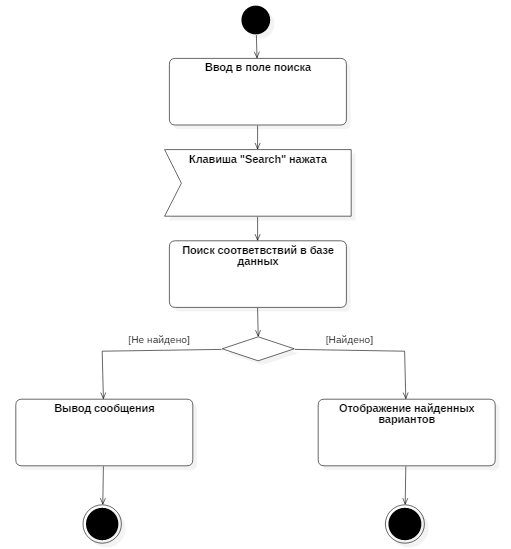 Ввод в поле поиска
Клавиша "Search" нажата
Поиск соответвствий в базе
данных
[Не найдено]
[Найдено]
Вывод сообщения
Отображение найденных
вариантов